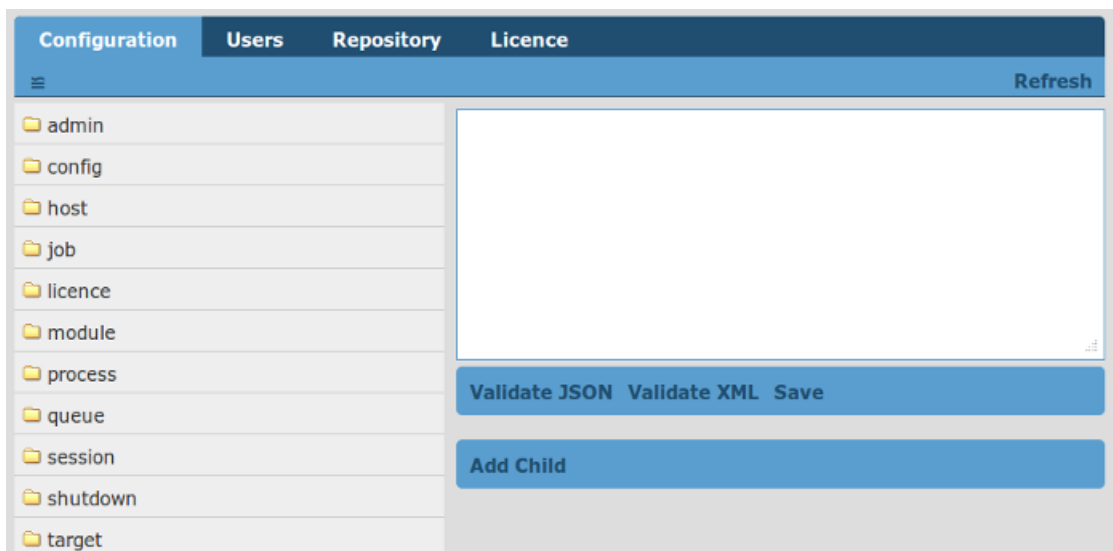 Configuration Users Repository Licence
≌ Refresh
admin
config
host
job
licence
module
process
queue
session
shutdown
target
Validate JSON Validate XML Save
Add Child